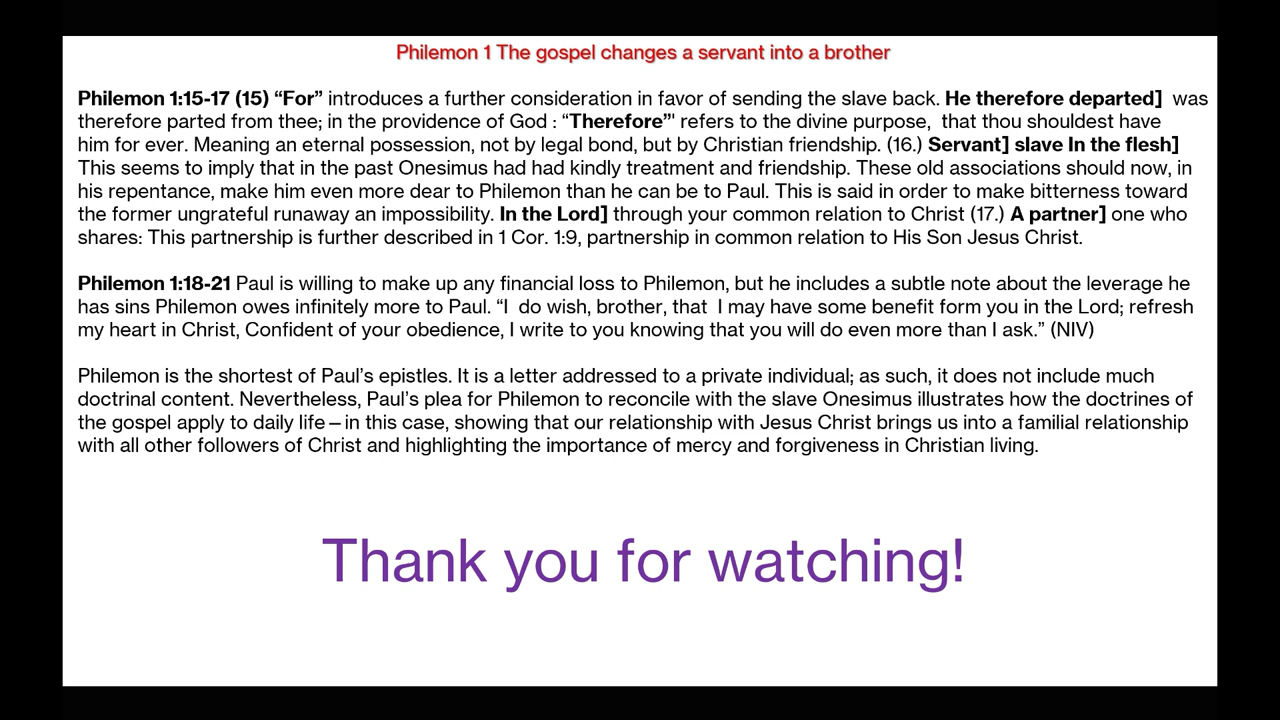 Philemon 1 The gospel changes a servant into a brother
Philemon 1:15-17 (15) “For” introduces a further consideration in favor of sending the slave back. He therefore departed] was
therefore parted from thee; in the providence of God : “Therefore”' refers to the divine purpose, that thou shouldest have
him for ever. Meaning an eternal possession, not by legal bond, but by Christian friendship. (16.) Servant] slave In the flesh]
This seems to imply that in the past Onesimus had had kindly treatment and friendship. These old associations should now, in
his repentance, make him even more dear to Philemon than he can be to Paul. This is said in order to make bitterness toward
the former ungrateful runaway an impossibility. In the Lord] through your common relation to Christ (17.) A partner] one who
shares: This partnership is further described in 1 Cor. 1:9, partnership in common relation to His Son Jesus Christ.
Philemon 1:18-21 Paul is willing to make up any financial loss to Philemon, but he includes a subtle note about the leverage he
has sins Philemon owes infinitely more to Paul. “I do wish, brother, that I may have some benefit form you in the Lord; refresh
my heart in Christ, Confident of your obedience, I write to you knowing that you will do even more than I ask.” (NIV)
Philemon is the shortest of Paul’s epistles. It is a letter addressed to a private individual; as such, it does not include much
doctrinal content. Nevertheless, Paul’s plea for Philemon to reconcile with the slave Onesimus illustrates how the doctrines of
the gospel apply to daily life – in this case, showing that our relationship with Jesus Christ brings us into a familial relationship
with all other followers of Christ and highlighting the importance of mercy and forgiveness in Christian living.
Thank you for watching!